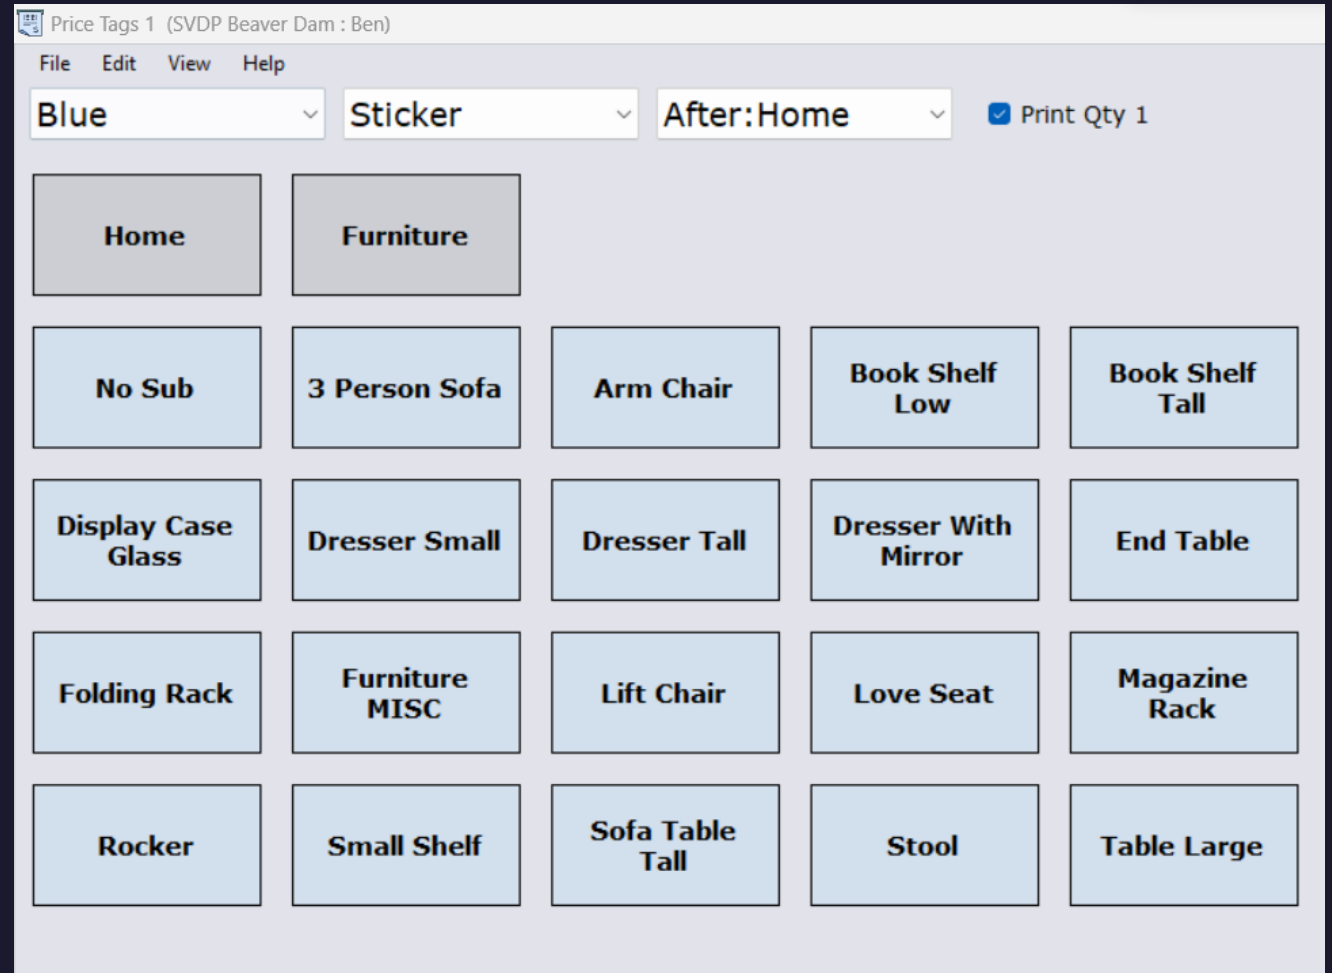 Price Tags 1 (SVDP Beaver Dam : Ben)
File Edit View Help
Blue Sticker After:Home Print Qty 1
Home Furniture
No Sub 3 Person Sofa Arm Chair Book Shelf Low Book Shelf Tall
Display Case Glass Dresser Small Dresser Tall Dresser With Mirror End Table
Folding Rack Furniture MISC Lift Chair Love Seat Magazine Rack
Rocker Small Shelf Sofa Table Tall Stool Table Large